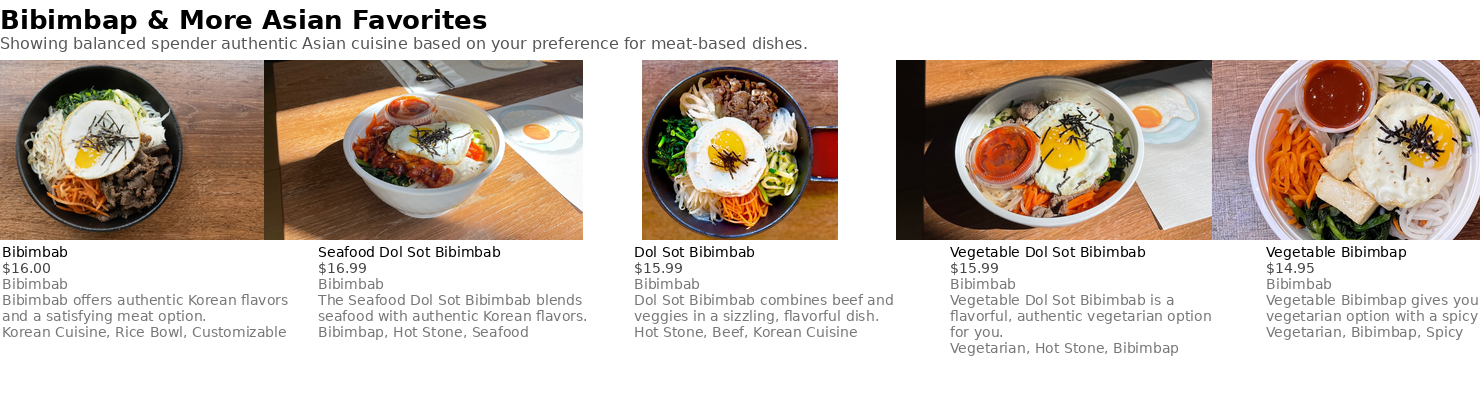 Bibimbap & More Asian Favorites
Showing balanced spender authentic Asian cuisine based on your preference for meat-based dishes.
Bibimbab
$16.00
Bibimbab
Bibimbab offers authentic Korean flavors
and a satisfying meat option.
Korean Cuisine, Rice Bowl, Customizable
Seafood Dol Sot Bibimbab
$16.99
Bibimbab
The Seafood Dol Sot Bibimbab blends
seafood with authentic Korean flavors.
Bibimbap, Hot Stone, Seafood
Dol Sot Bibimbab
$15.99
Bibimbab
Dol Sot Bibimbab combines beef and
veggies in a sizzling, flavorful dish.
Hot Stone, Beef, Korean Cuisine
Vegetable Dol Sot Bibimbab
$15.99
Bibimbab
Vegetable Dol Sot Bibimbab is a
flavorful, authentic vegetarian option
for you.
Vegetarian, Hot Stone, Bibimbap
Vegetable Bibimbap
$14.95
Bibimbab
Vegetable Bibimbap gives you
vegetarian option with a spicy
Vegetarian, Bibimbap, Spicy